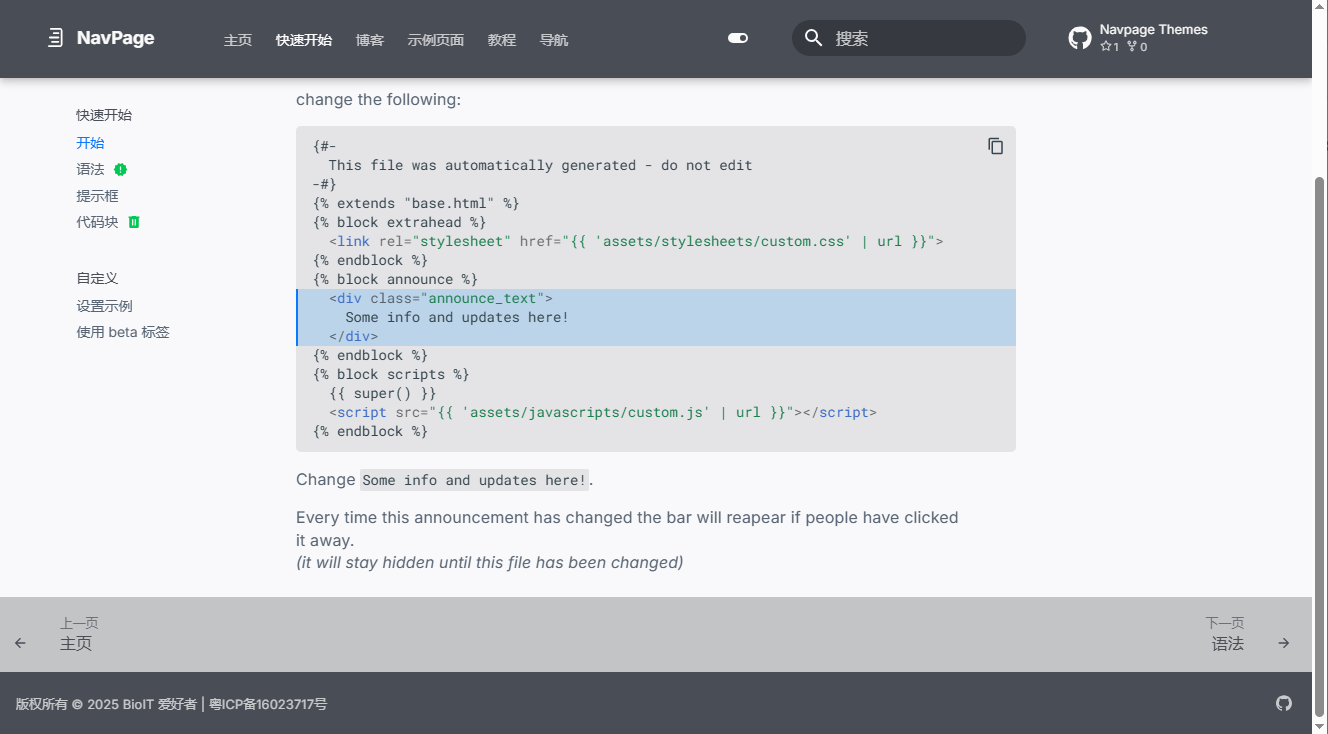 NavPage
主页 快速开始 博客 示例页面 教程 导航
搜索
Navpage Themes
1 0
快速开始
开始
语法
提示框
代码块
自定义
设置示例
使用 beta 标签
change the following:
{#-
  This file was automatically generated - do not edit
-#}
{% extends "base.html" %}
{% block extrahead %}
  <link rel="stylesheet" href="{{ 'assets/stylesheets/custom.css' | url }}">
{% endblock %}
{% block announce %}
  <div class="announce_text">
    Some info and updates here!
  </div>
{% endblock %}
{% block scripts %}
  {{ super() }}
  <script src="{{ 'assets/javascripts/custom.js' | url }}"></script>
{% endblock %}
Change Some info and updates here!.
Every time this announcement has changed the bar will reapear if people have clicked
it away.
(it will stay hidden until this file has been changed)
上一页
主页
下一页
语法
版权所有 © 2025 BioIT 爱好者 | 粤ICP备16023717号